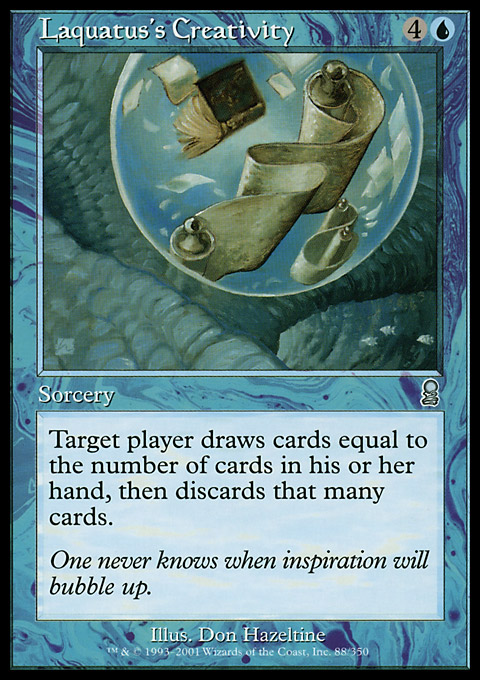 Laquatus's Creativity 4
Sorcery
Target player draws cards equal to
the number of cards in his or her
hand, then discards that many
cards.
One never knows when inspiration will
bubble up.
Illus. Don Hazeltine
™ & © 1993-2001 Wizards of the Coast, Inc. 88/350